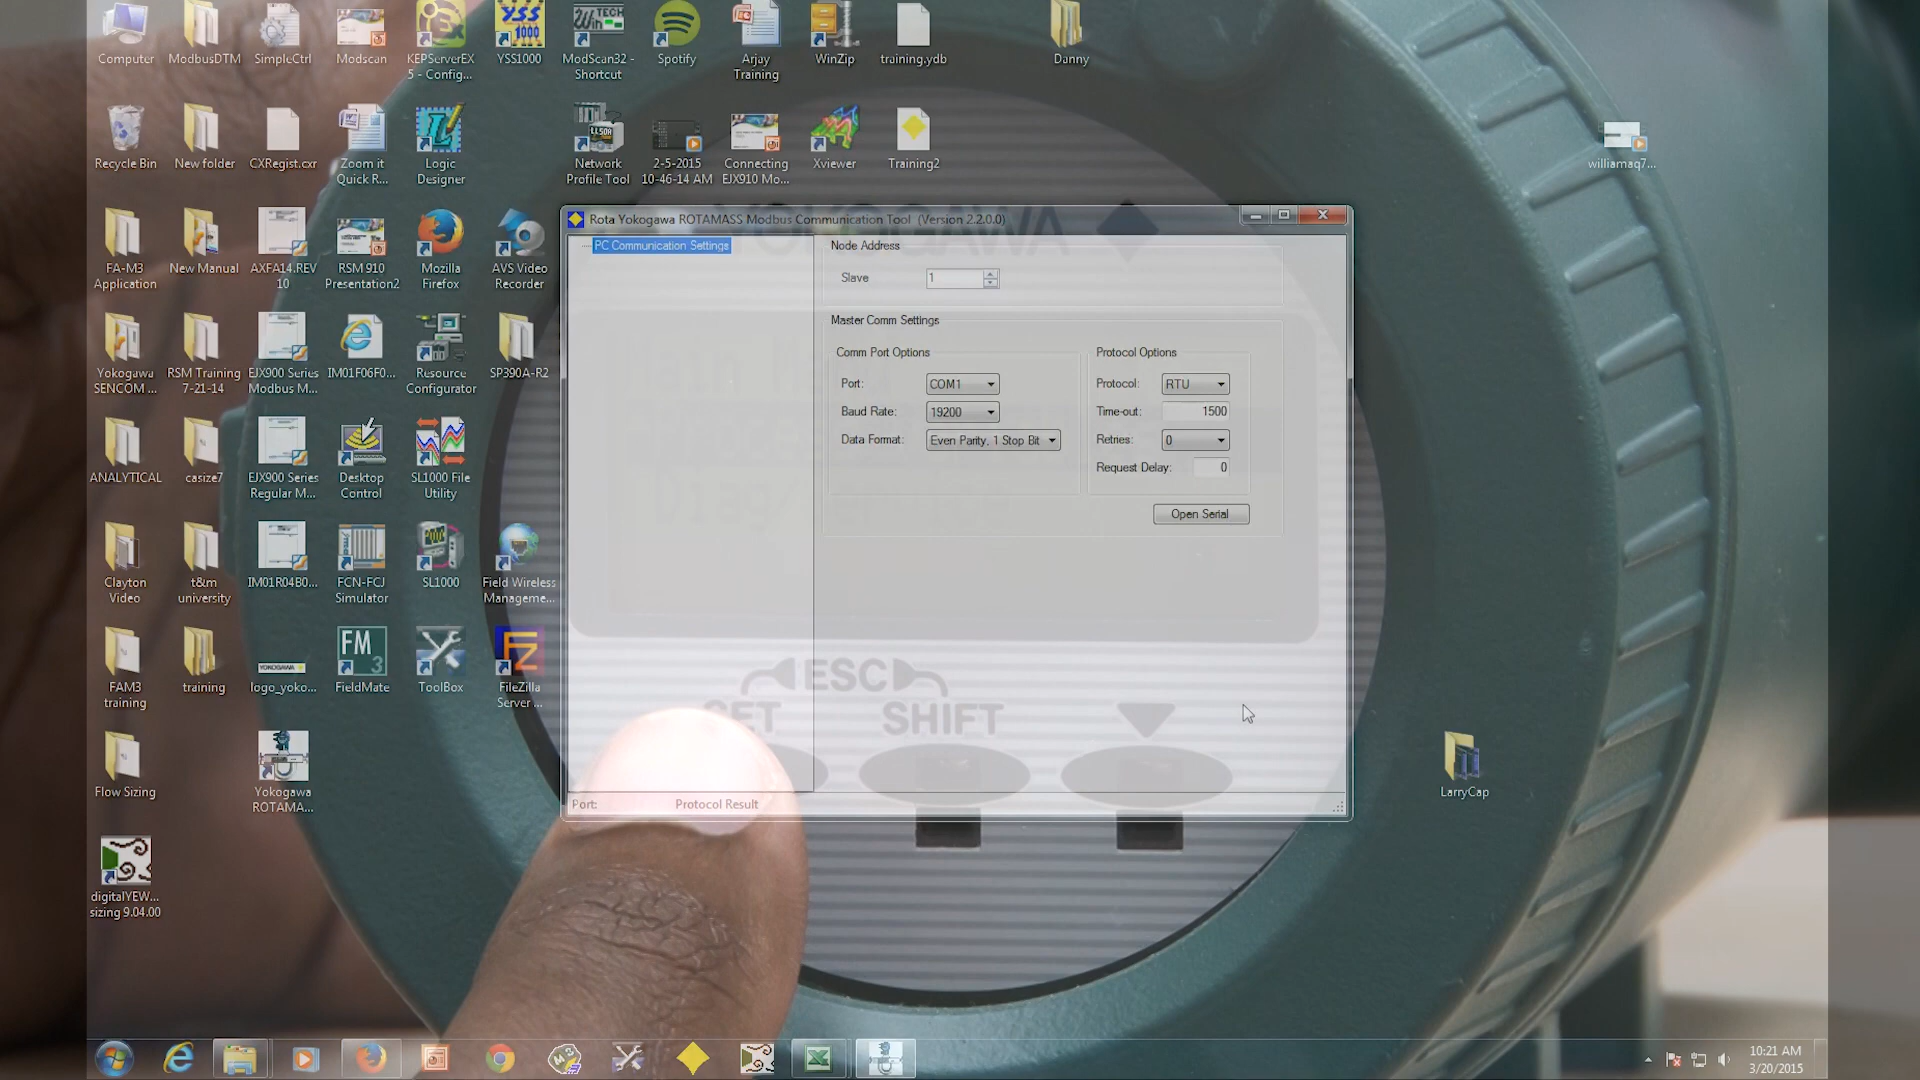 Computer
ModbusDTM
SimpleCtrl
Modscan
KEPServerEX
5 - Config...
YSS1000
ModScan32 -
Shortcut
Spotify
Arjay
Training
WinZip
training.ydb
Danny
Recycle Bin
New folder
CXRegist.cxr
Zoom it
Quick R...
Logic
Designer
Network
Profile Tool
2-5-2015
10-46-14 AM
Connecting
EJX910 Mo...
Xviewer
Training2
williamaq7...
FA-M3
Application
New Manual
AXFA14.REV
10
RSM 910
Presentation2
Mozilla
Firefox
AVS Video
Recorder
Yokogawa
SENCOM ...
RSM Training
7-21-14
EJX900 Series
Modbus M...
IM01F06F0...
Resource
Configurator
SP390A-R2
ANALYTICAL
casize7
EJX900 Series
Regular M...
Desktop
Control
SL1000 File
Utility
Clayton
Video
t&m
university
IM01R04B0...
FCN-FCJ
Simulator
SL1000
Field Wireless
Manageme...
FAM3
training
training
logo_yoko...
FieldMate
ToolBox
FileZilla
Server ...
Flow Sizing
Yokogawa
ROTAMA...
digitalYEW...
sizing 9.04.00
LarryCap
Rota Yokogawa ROTAMASS Modbus Communication Tool (Version 2.2.0.0)
YOKOGAWA
PC Communication Settings
Node Address
Slave 1
Master Comm Settings
Comm Port Options
Port: COM1
Baud Rate: 19200
Data Format: Even Parity, 1 Stop Bit
Protocol Options
Protocol: RTU
Time-out: 1500
Retries: 0
Request Delay: 0
Open Serial
ESC
SET SHIFT
Port: Protocol Result
10:21 AM
3/20/2015